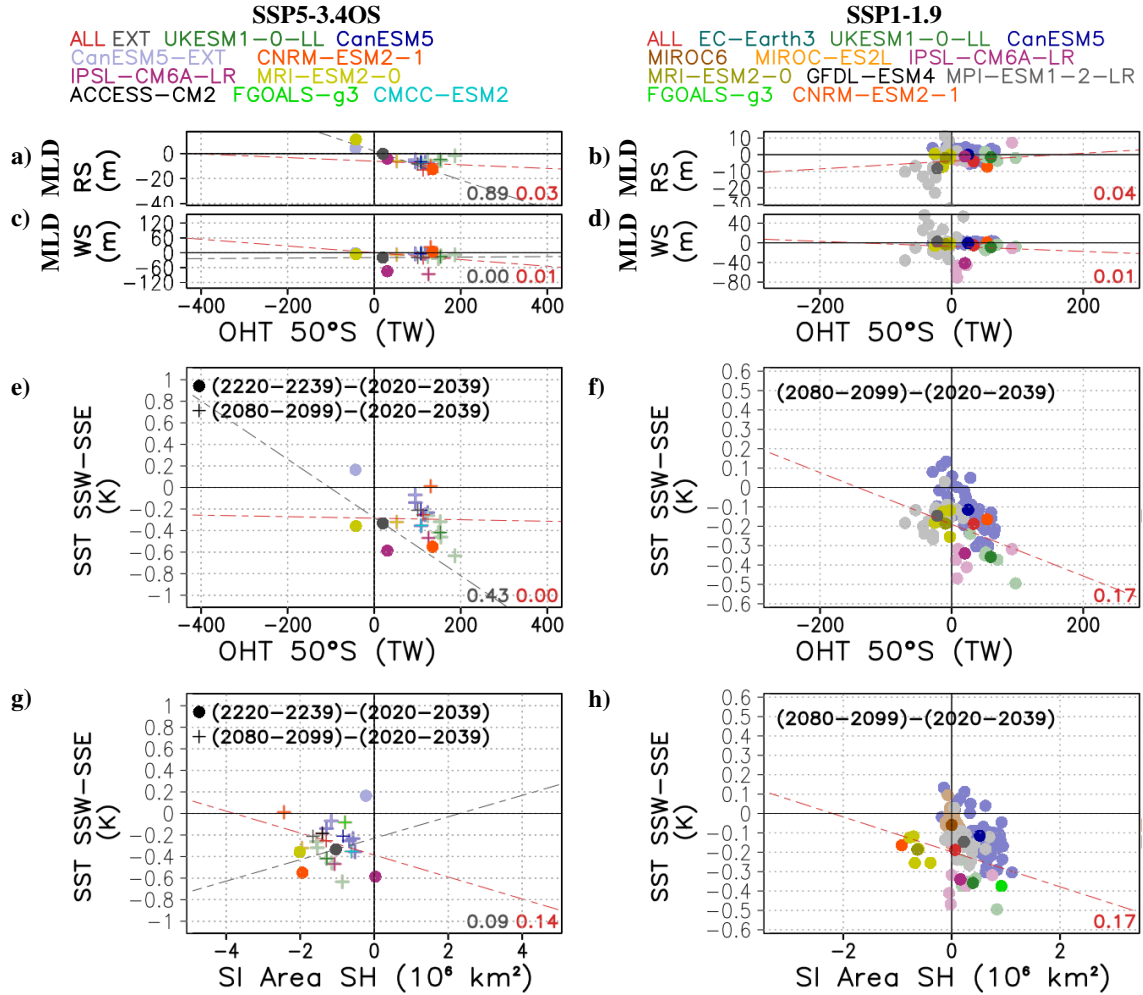 SSP5-3.4OS
ALL EXT UKESM1-0-LL CanESM5
CanESM5-EXT CNRM-ESM2-1
IPSL-CM6A-LR MRI-ESM2-0
ACCESS-CM2 FGOALS-g3 CMCC-ESM2
SSP1-1.9
ALL EC-Earth3 UKESM1-0-LL CanESM5
MIROC6 MIROC-ES2L IPSL-CM6A-LR
MRI-ESM2-0 GFDL-ESM4 MPI-ESM1-2-LR
FGOALS-g3 CNRM-ESM2-1
a)
MLD
RS
(m)
0
-20
-40
0.89 0.03
b)
MLD
RS
(m)
10
0
-10
-20
-30
0.04
c)
MLD
WS
(m)
120
60
0
-60
-120
0.00 0.01
-400 -200 0 200 400
OHT 50°S (TW)
d)
MLD
WS
(m)
40
0
-40
-80
0.01
-200 0 200
OHT 50°S (TW)
e)
SST SSW-SSE
(K)
1
0.8
0.6
0.4
0.2
0
-0.2
-0.4
-0.6
-0.8
-1
(2220-2239)-(2020-2039)
(2080-2099)-(2020-2039)
0.43 0.00
-400 -200 0 200 400
OHT 50°S (TW)
f)
SST SSW-SSE
(K)
0.6
0.5
0.4
0.3
0.2
0.1
0
-0.1
-0.2
-0.3
-0.4
-0.5
-0.6
(2080-2099)-(2020-2039)
0.17
-200 0 200
OHT 50°S (TW)
g)
SST SSW-SSE
(K)
1
0.8
0.6
0.4
0.2
0
-0.2
-0.4
-0.6
-0.8
-1
(2220-2239)-(2020-2039)
(2080-2099)-(2020-2039)
0.09 0.14
-4 -2 0 2 4
SI Area SH (10⁶ km²)
h)
SST SSW-SSE
(K)
0.6
0.5
0.4
0.3
0.2
0.1
0
-0.1
-0.2
-0.3
-0.4
-0.5
-0.6
(2080-2099)-(2020-2039)
0.17
-2 0 2
SI Area SH (10⁶ km²)